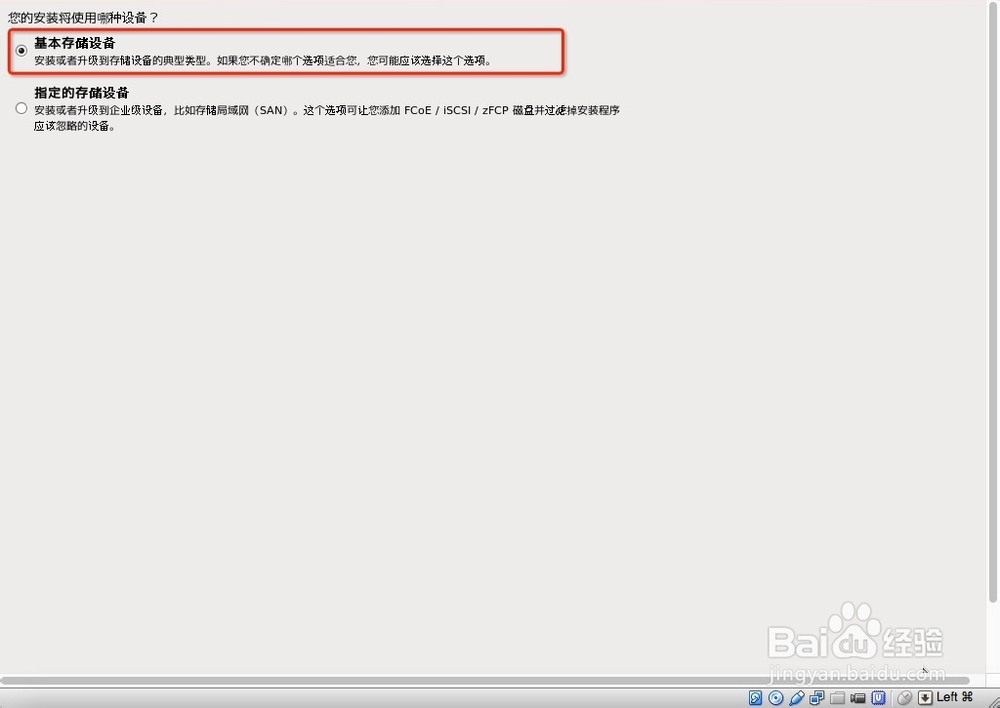 您的安装将使用哪种设备？
基本存储设备
安装或者升级到存储设备的典型类型。如果您不确定哪个选项适合您，您可能应该选择这个选项。
指定的存储设备
安装或者升级到企业级设备，比如存储局域网（SAN）。这个选项可让您添加 FCoE / iSCSI / zFCP 磁盘并过滤掉安装程序
应该忽略的设备。
Baidu 经验
jingyan.baidu.com
Left ⌘